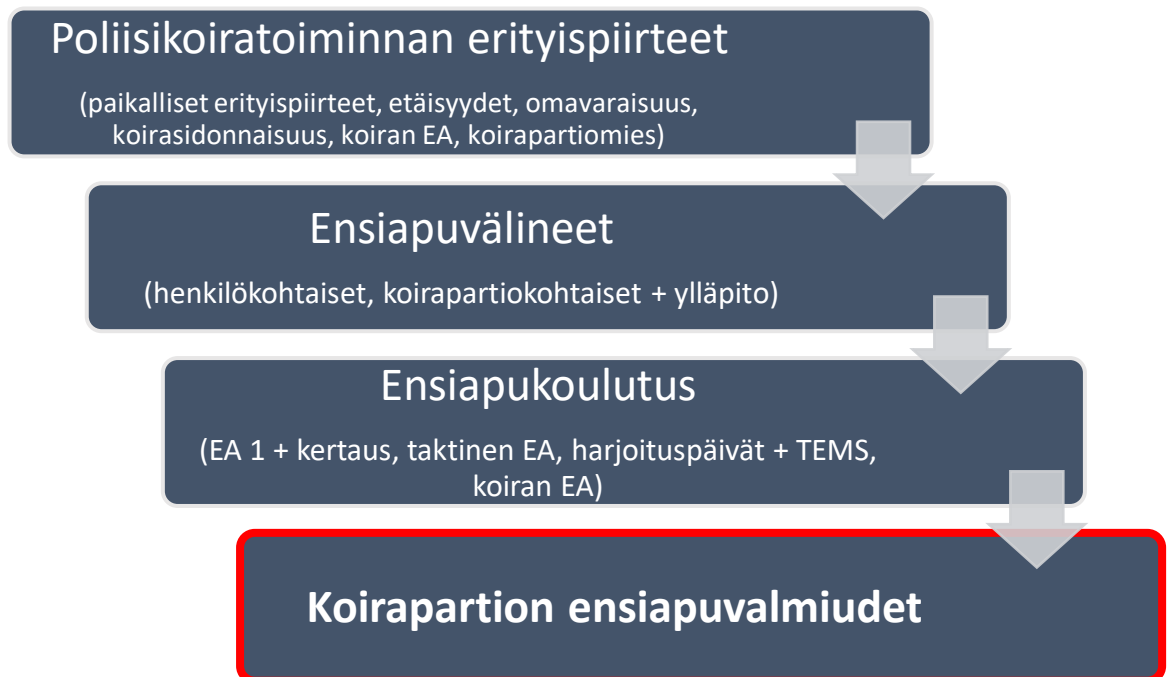 Poliisikoiratoiminnan erityispiirteet
(paikalliset erityispiirteet, etäisyydet, omavaraisuus,
koirasidonnaisuus, koiran EA, koirapartiomies)
Ensiapuvälineet
(henkilökohtaiset, koirapartiokohtaiset + ylläpito)
Ensiapukoulutus
(EA 1 + kertaus, taktinen EA, harjoituspäivät + TEMS,
koiran EA)
Koirapartion ensiapuvalmiudet